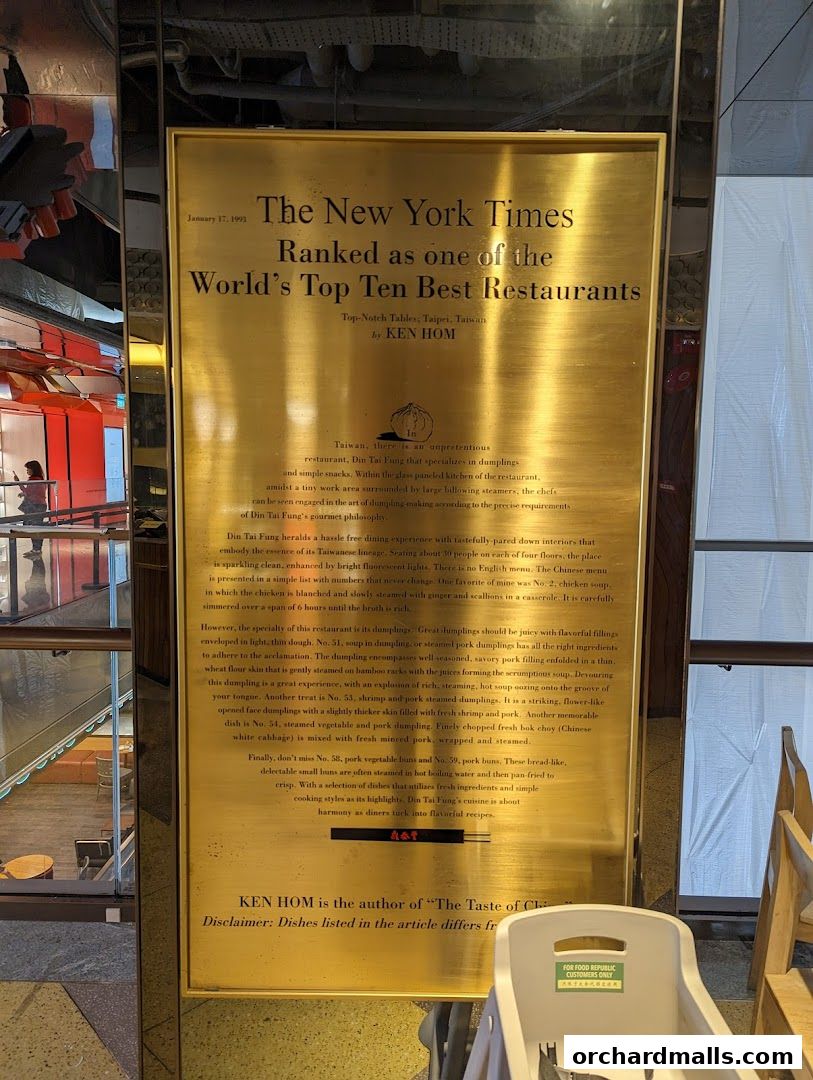 January 17, 1993
The New York Times
Ranked as one of the
World's Top Ten Best Restaurants
Top-Notch Tables; Taipei, Taiwan
by KEN HOM
In
Taiwan, there is an unpretentious
restaurant, Din Tai Fung that specializes in dumplings
and simple snacks. Within the glass paneled kitchen of the restaurant,
amidst a tiny work area surrounded by large billowing steamers, the chefs
can be seen engaged in the art of dumpling-making according to the precise requirements
of Din Tai Fung's gourmet philosophy.
Din Tai Fung heralds a hassle free dining experience with tastefully-pared down interiors that
embody the essence of its Taiwanese lineage. Seating about 30 people on each of four floors, the place
is sparkling clean, enhanced by bright fluorescent lights. There is no English menu. The Chinese menu
is presented in a simple list with numbers that never change. One favorite of mine was No. 2, chicken soup,
in which the chicken is blanched and slowly steamed with ginger and scallions in a casserole. It is carefully
simmered over a span of 6 hours until the broth is rich.
However, the specialty of this restaurant is its dumplings. Great dumplings should be juicy with flavorful fillings
enveloped in light, thin dough. No. 51, soup in dumpling, or steamed pork dumplings has all the right ingredients
to adhere to the acclamation. The dumpling encompasses well-seasoned, savory pork filling enfolded in a thin,
wheat flour skin that is gently steamed on bamboo racks with the juices forming the scrumptious soup. Devouring
this dumpling is a great experience, with an explosion of rich, steaming, hot soup oozing onto the groove of
your tongue. Another treat is No. 53, shrimp and pork steamed dumplings. It is a striking, flower-like
opened face dumplings with a slightly thicker skin filled with fresh shrimp and pork. Another memorable
dish is No. 54, steamed vegetable and pork dumpling. Finely chopped fresh bok choy (Chinese
white cabbage) is mixed with fresh minced pork, wrapped and steamed.
Finally, don't miss No. 58, pork vegetable buns and No. 59, pork buns. These bread-like,
delectable small buns are often steamed in hot boiling water and then pan-fried to
crisp. With a selection of dishes that utilizes fresh ingredients and simple
cooking styles as its highlights, Din Tai Fung's cuisine is about
harmony as diners tuck into flavorful recipes.
鼎泰豐
KEN HOM is the author of "The Taste of China"
Disclaimer: Dishes listed in the article differs
FOR FOOD REPUBLIC
CUSTOMERS ONLY
orchardmalls.com